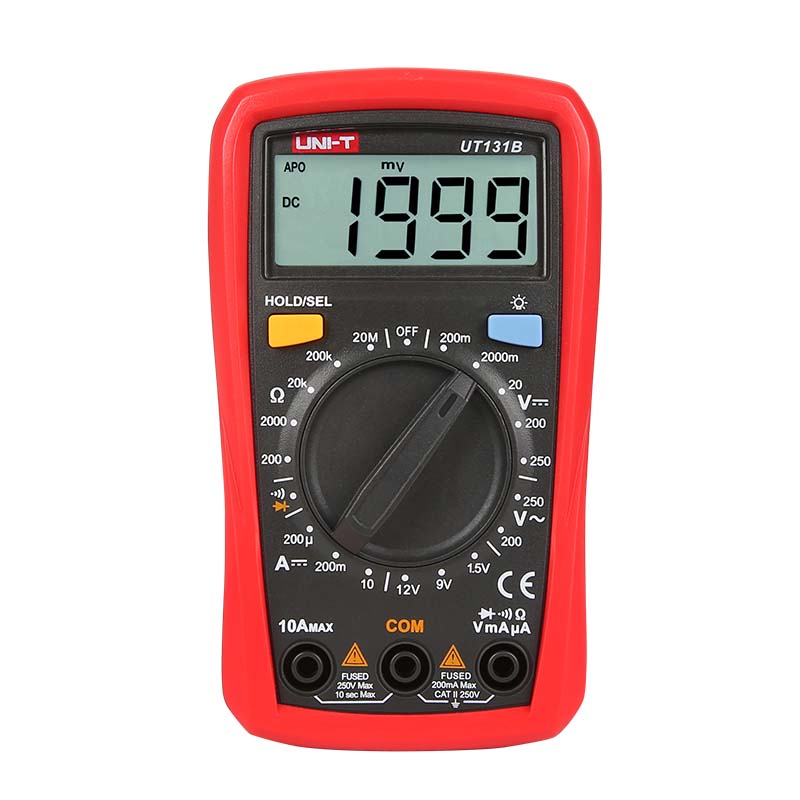 UNI-T UT131B
APO mV
DC 1999
HOLD/SEL
OFF
20M 200m
200k 2000m
20k 20
Ω V
2000 200
200 250
250
V~
200µ 200
A 200m 10 12V 9V 1.5V
CE
10AMAX COM Ω
VmAµA
FUSED
250V Max
10 sec Max
FUSED
200mA Max
CAT II 250V